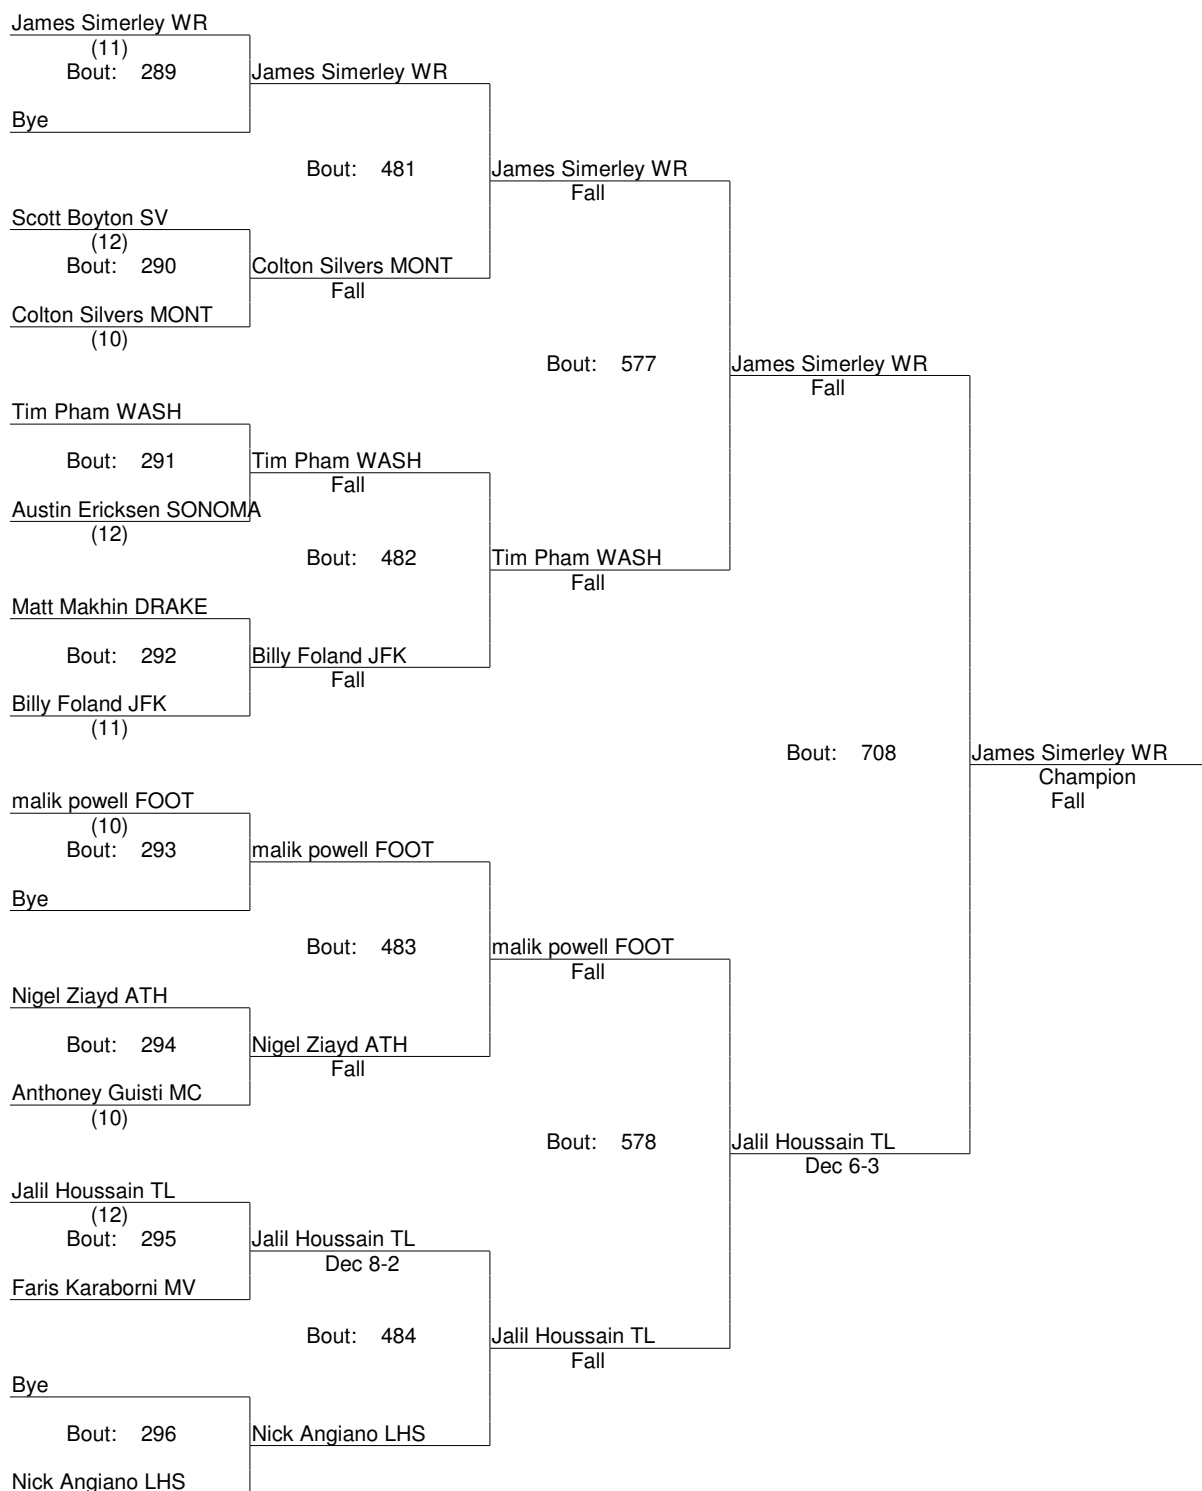 James Simerley WR
(11)
Bout: 289
James Simerley WR
Bye
Bout: 481
James Simerley WR
Fall
Scott Boyton SV
(12)
Bout: 290
Colton Silvers MONT
Fall
Colton Silvers MONT
(10)
Bout: 577
James Simerley WR
Fall
Tim Pham WASH
Bout: 291
Tim Pham WASH
Fall
Austin Ericksen SONOMA
(12)
Bout: 482
Tim Pham WASH
Fall
Matt Makhin DRAKE
Bout: 292
Billy Foland JFK
Fall
Billy Foland JFK
(11)
Bout: 708
James Simerley WR
Champion
Fall
malik powell FOOT
(10)
Bout: 293
malik powell FOOT
Bye
Bout: 483
malik powell FOOT
Fall
Nigel Ziayd ATH
Bout: 294
Nigel Ziayd ATH
Fall
Anthoney Guisti MC
(10)
Bout: 578
Jalil Houssain TL
Dec 6-3
Jalil Houssain TL
(12)
Bout: 295
Jalil Houssain TL
Dec 8-2
Faris Karaborni MV
Bout: 484
Jalil Houssain TL
Fall
Bye
Bout: 296
Nick Angiano LHS
Nick Angiano LHS